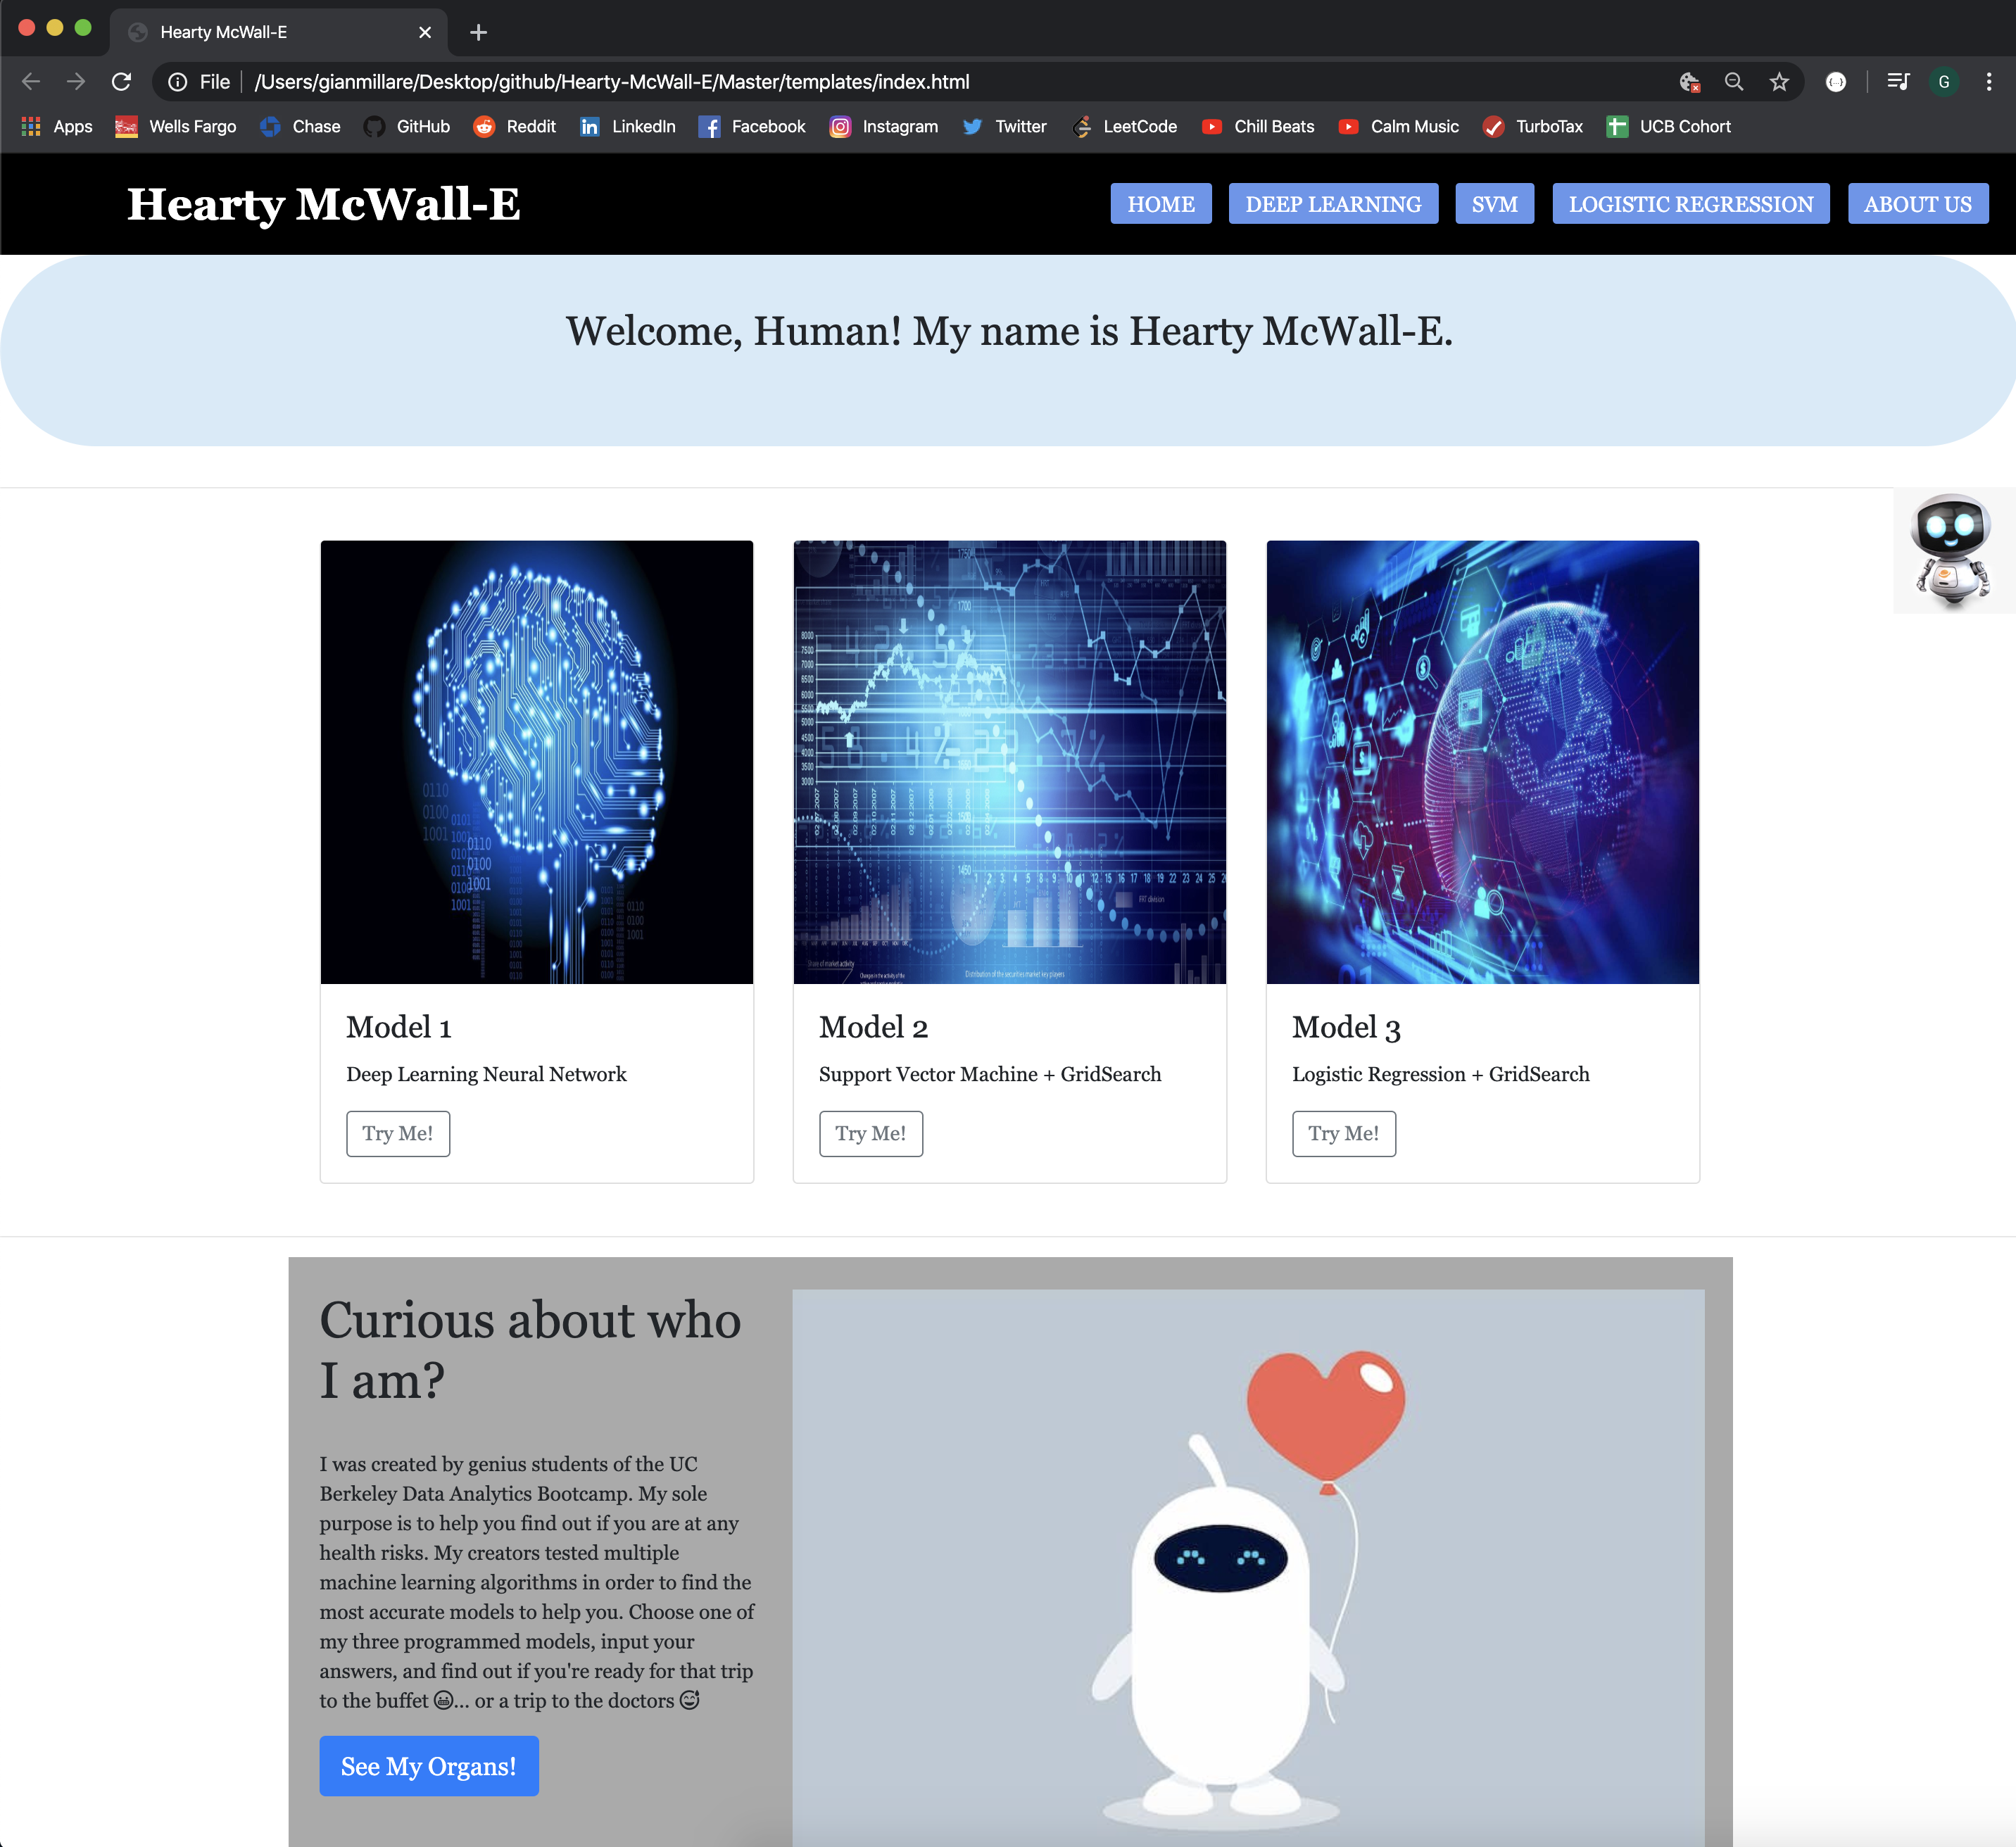 Hearty McWall-E
File | /Users/gianmillare/Desktop/github/Hearty-McWall-E/Master/templates/index.html
G
Apps Wells Fargo Chase GitHub Reddit LinkedIn Facebook Instagram Twitter LeetCode Chill Beats Calm Music TurboTax UCB Cohort
Hearty McWall-E HOME DEEP LEARNING SVM LOGISTIC REGRESSION ABOUT US
Welcome, Human! My name is Hearty McWall-E.
Model 1
Deep Learning Neural Network
Try Me!
Model 2
Support Vector Machine + GridSearch
Try Me!
Model 3
Logistic Regression + GridSearch
Try Me!
Curious about who
I am?
I was created by genius students of the UC
Berkeley Data Analytics Bootcamp. My sole
purpose is to help you find out if you are at any
health risks. My creators tested multiple
machine learning algorithms in order to find the
most accurate models to help you. Choose one of
my three programmed models, input your
answers, and find out if you're ready for that trip
to the buffet 😬... or a trip to the doctors 😅
See My Organs!